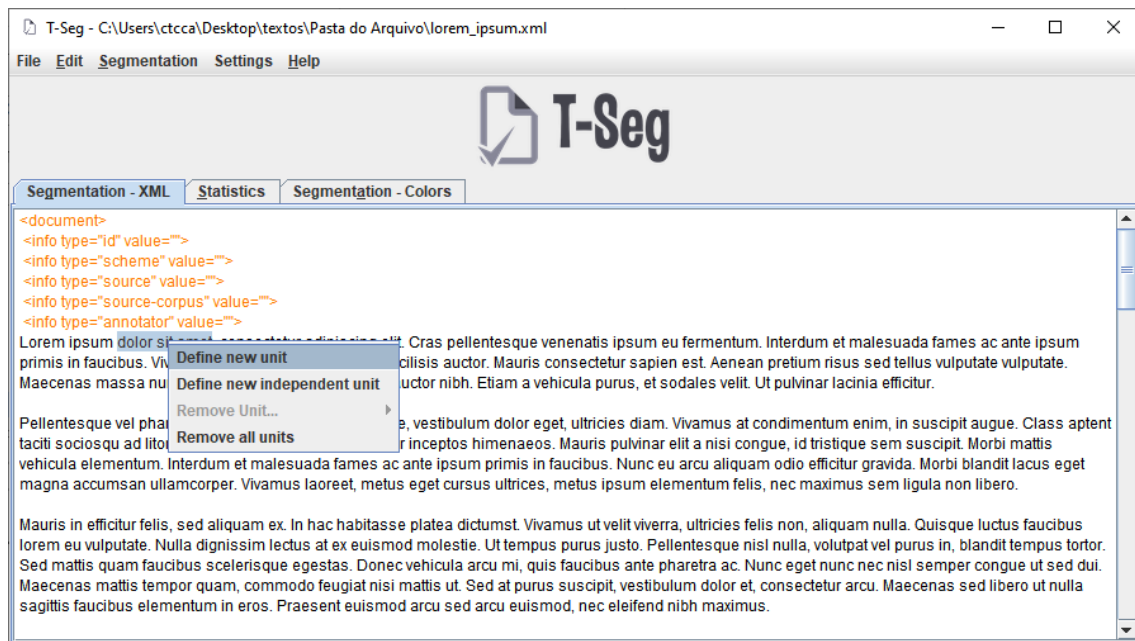 T-Seg - C:\Users\ctcca\Desktop\textos\Pasta do Arquivo\lorem_ipsum.xml
File Edit Segmentation Settings Help
T-Seg
Segmentation - XML Statistics Segmentation - Colors
<document>
<info type="id" value="">
<info type="scheme" value="">
<info type="source" value="">
<info type="source-corpus" value="">
<info type="annotator" value="">
Lorem ipsum dolor sit amet, consectetur adipiscing elit. Cras pellentesque venenatis ipsum eu fermentum. Interdum et malesuada fames ac ante ipsum
primis in faucibus. Viv cilisis auctor. Mauris consectetur sapien est. Aenean pretium risus sed tellus vulputate vulputate.
Maecenas massa nu uctor nibh. Etiam a vehicula purus, et sodales velit. Ut pulvinar lacinia efficitur.
Define new unit
Define new independent unit
Remove Unit...
Remove all units
Pellentesque vel phar e, vestibulum dolor eget, ultricies diam. Vivamus at condimentum enim, in suscipit augue. Class aptent
taciti sociosqu ad litor r inceptos himenaeos. Mauris pulvinar elit a nisi congue, id tristique sem suscipit. Morbi mattis
vehicula elementum. Interdum et malesuada fames ac ante ipsum primis in faucibus. Nunc eu arcu aliquam odio efficitur gravida. Morbi blandit lacus eget
magna accumsan ullamcorper. Vivamus laoreet, metus eget cursus ultrices, metus ipsum elementum felis, nec maximus sem ligula non libero.
Mauris in efficitur felis, sed aliquam ex. In hac habitasse platea dictumst. Vivamus ut velit viverra, ultricies felis non, aliquam nulla. Quisque luctus faucibus
lorem eu vulputate. Nulla dignissim lectus at ex euismod molestie. Ut tempus purus justo. Pellentesque nisl nulla, volutpat vel purus in, blandit tempus tortor.
Sed mattis quam faucibus scelerisque egestas. Donec vehicula arcu mi, quis faucibus ante pharetra ac. Nunc eget nunc nec nisl semper congue ut sed dui.
Maecenas mattis tempor quam, commodo feugiat nisi mattis ut. Sed at purus suscipit, vestibulum dolor et, consectetur arcu. Maecenas sed libero ut nulla
sagittis faucibus elementum in eros. Praesent euismod arcu sed arcu euismod, nec eleifend nibh maximus.